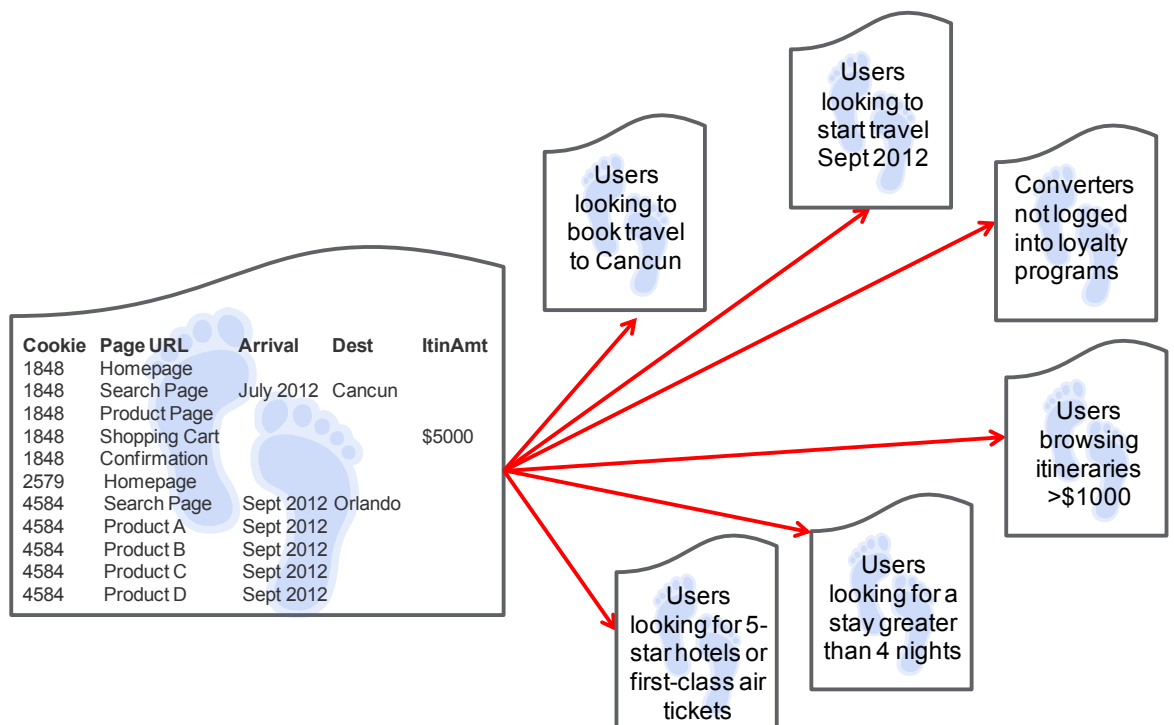 Users
looking to
start travel
Sept 2012
Users
looking to
book travel
to Cancun
Converters
not logged
into loyalty
programs
Cookie Page URL Arrival Dest ItinAmt
1848 Homepage
1848 Search Page July 2012 Cancun
1848 Product Page
1848 Shopping Cart $5000
1848 Confirmation
2579 Homepage
4584 Search Page Sept 2012 Orlando
4584 Product A Sept 2012
4584 Product B Sept 2012
4584 Product C Sept 2012
4584 Product D Sept 2012
Users
browsing
itineraries
>$1000
Users
looking for a
stay greater
than 4 nights
Users
looking for 5-
star hotels or
first-class air
tickets